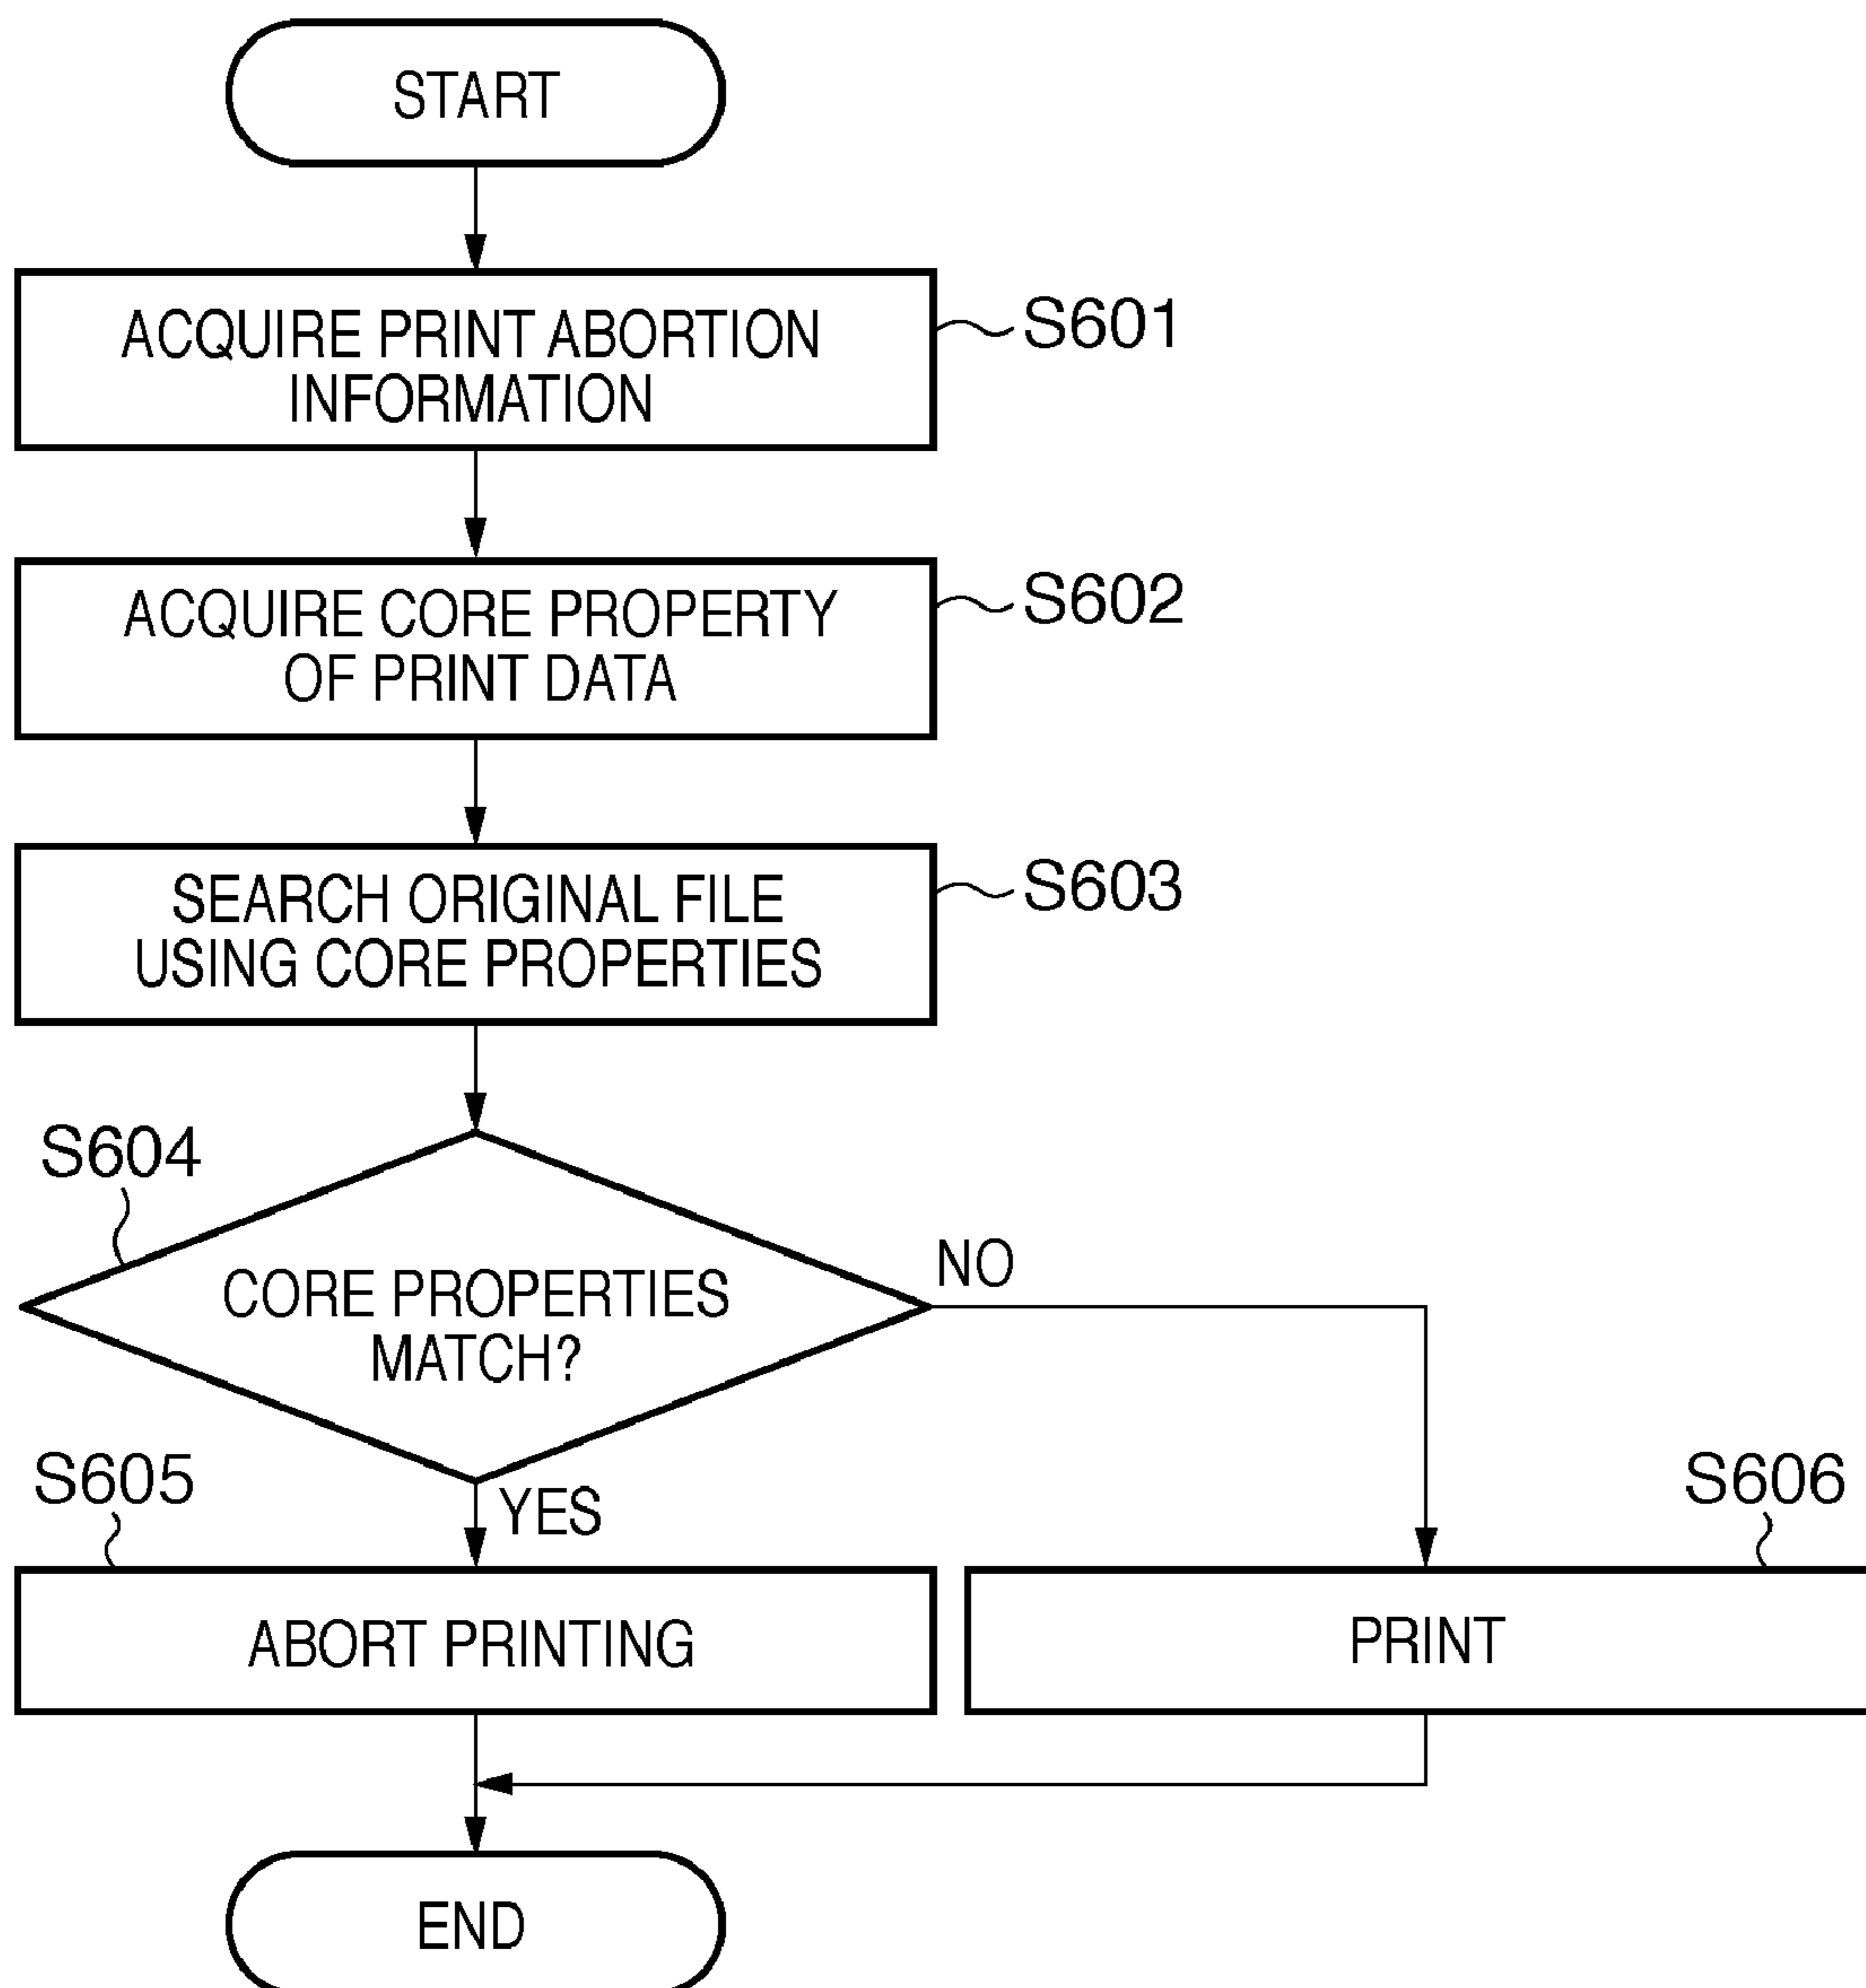 START
ACQUIRE PRINT ABORTION
INFORMATION
S601
ACQUIRE CORE PROPERTY
OF PRINT DATA
S602
SEARCH ORIGINAL FILE
USING CORE PROPERTIES
S603
S604
CORE PROPERTIES
MATCH?
NO
YES
S605
ABORT PRINTING
S606
PRINT
END